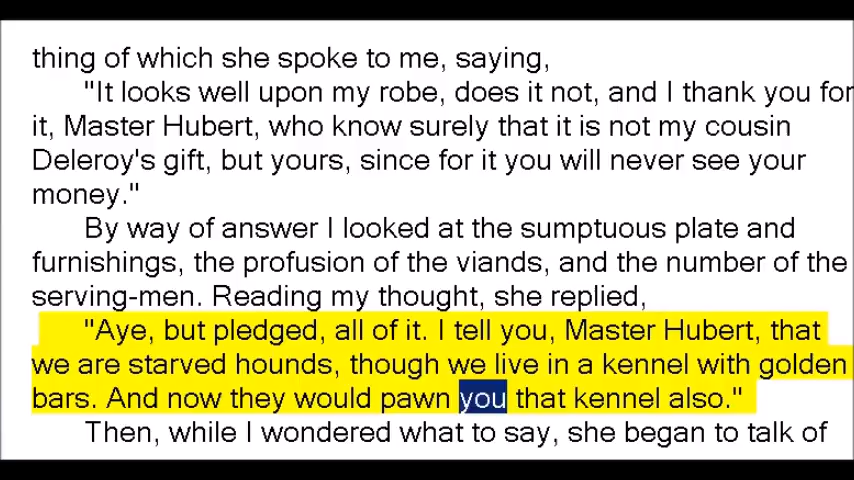 thing of which she spoke to me, saying,
"It looks well upon my robe, does it not, and I thank you for
it, Master Hubert, who know surely that it is not my cousin
Deleroy's gift, but yours, since for it you will never see your
money."
By way of answer I looked at the sumptuous plate and
furnishings, the profusion of the viands, and the number of the
serving-men. Reading my thought, she replied,
"Aye, but pledged, all of it. I tell you, Master Hubert, that
we are starved hounds, though we live in a kennel with golden
bars. And now they would pawn you that kennel also."
Then, while I wondered what to say, she began to talk of